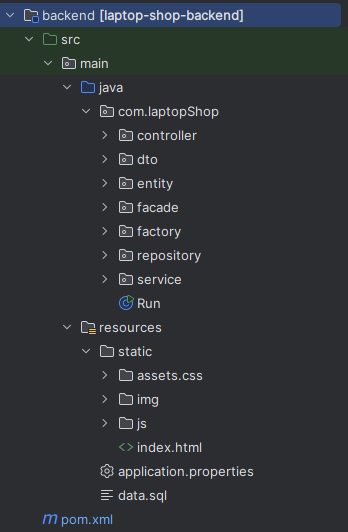 backend [laptop-shop-backend]
src
main
java
com.laptopShop
controller
dto
entity
facade
factory
repository
service
Run
resources
static
assets.css
img
js
<> index.html
application.properties
data.sql
m pom.xml